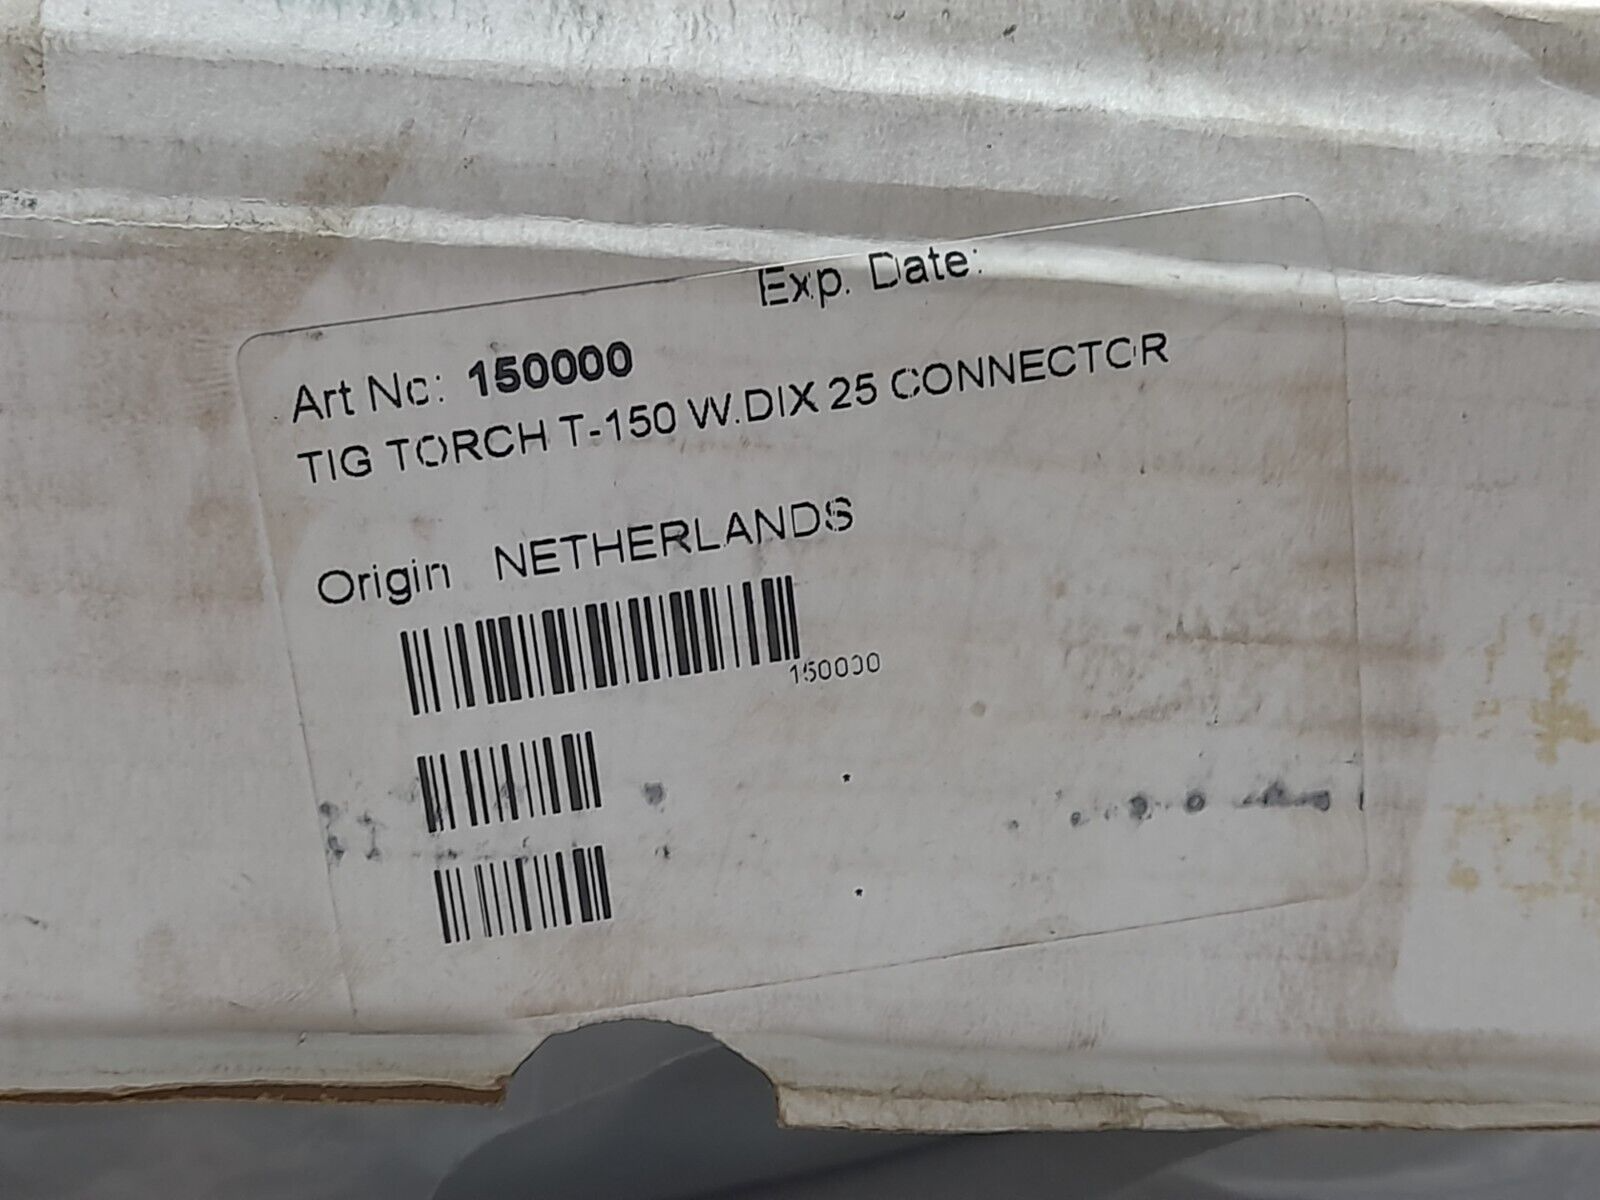 Exp. Date:
Art No: 150000
TIG TORCH T-150 W.DIX 25 CONNECTOR
Origin NETHERLANDS
150000
*
*